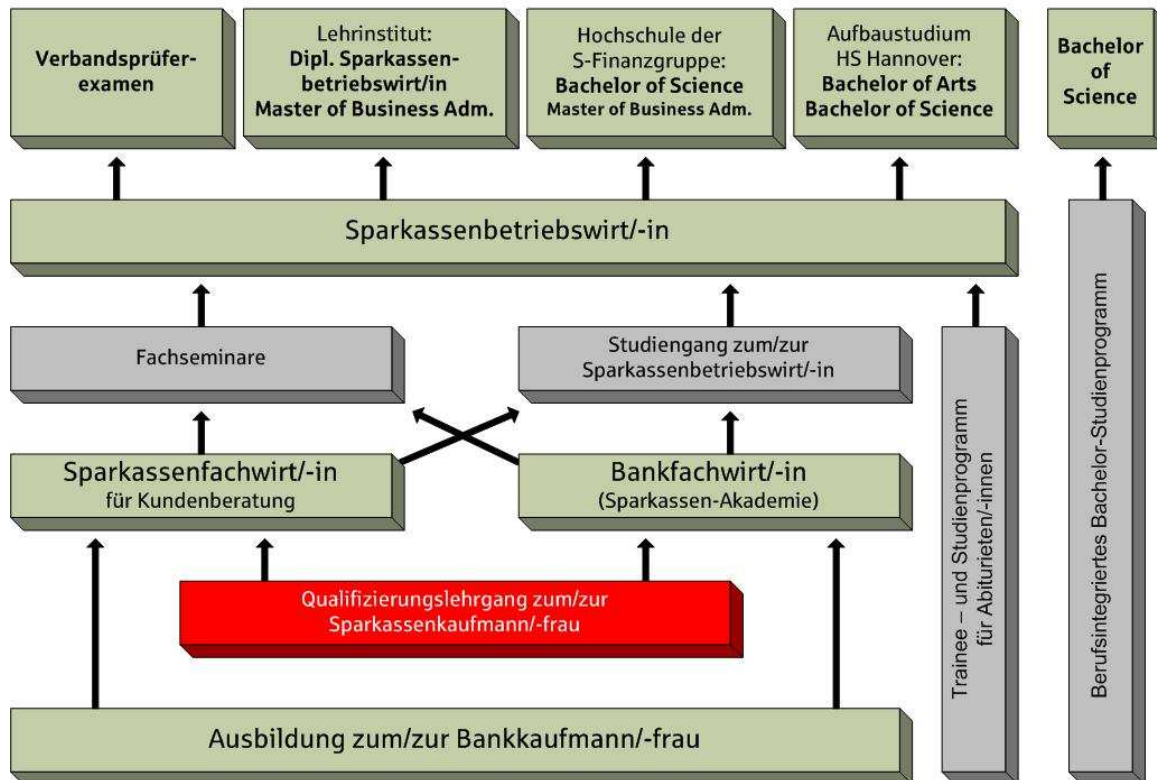 Verbandsprüfer-
examen
Lehrinstitut:
Dipl. Sparkassen-
betriebswirt/in
Master of Business Adm.
Hochschule der
S-Finanzgruppe:
Bachelor of Science
Master of Business Adm.
Aufbaustudium
HS Hannover:
Bachelor of Arts
Bachelor of Science
Bachelor
of
Science
Sparkassenbetriebswirt/-in
Fachseminare
Studiengang zum/zur
Sparkassenbetriebswirt/-in
Trainee – und Studienprogramm
für Abiturieten/-innen
Berufsintegriertes Bachelor-Studienprogramm
Sparkassenfachwirt/-in
für Kundenberatung
Bankfachwirt/-in
(Sparkassen-Akademie)
Qualifizierungslehrgang zum/zur
Sparkassenkaufmann/-frau
Ausbildung zum/zur Bankkaufmann/-frau